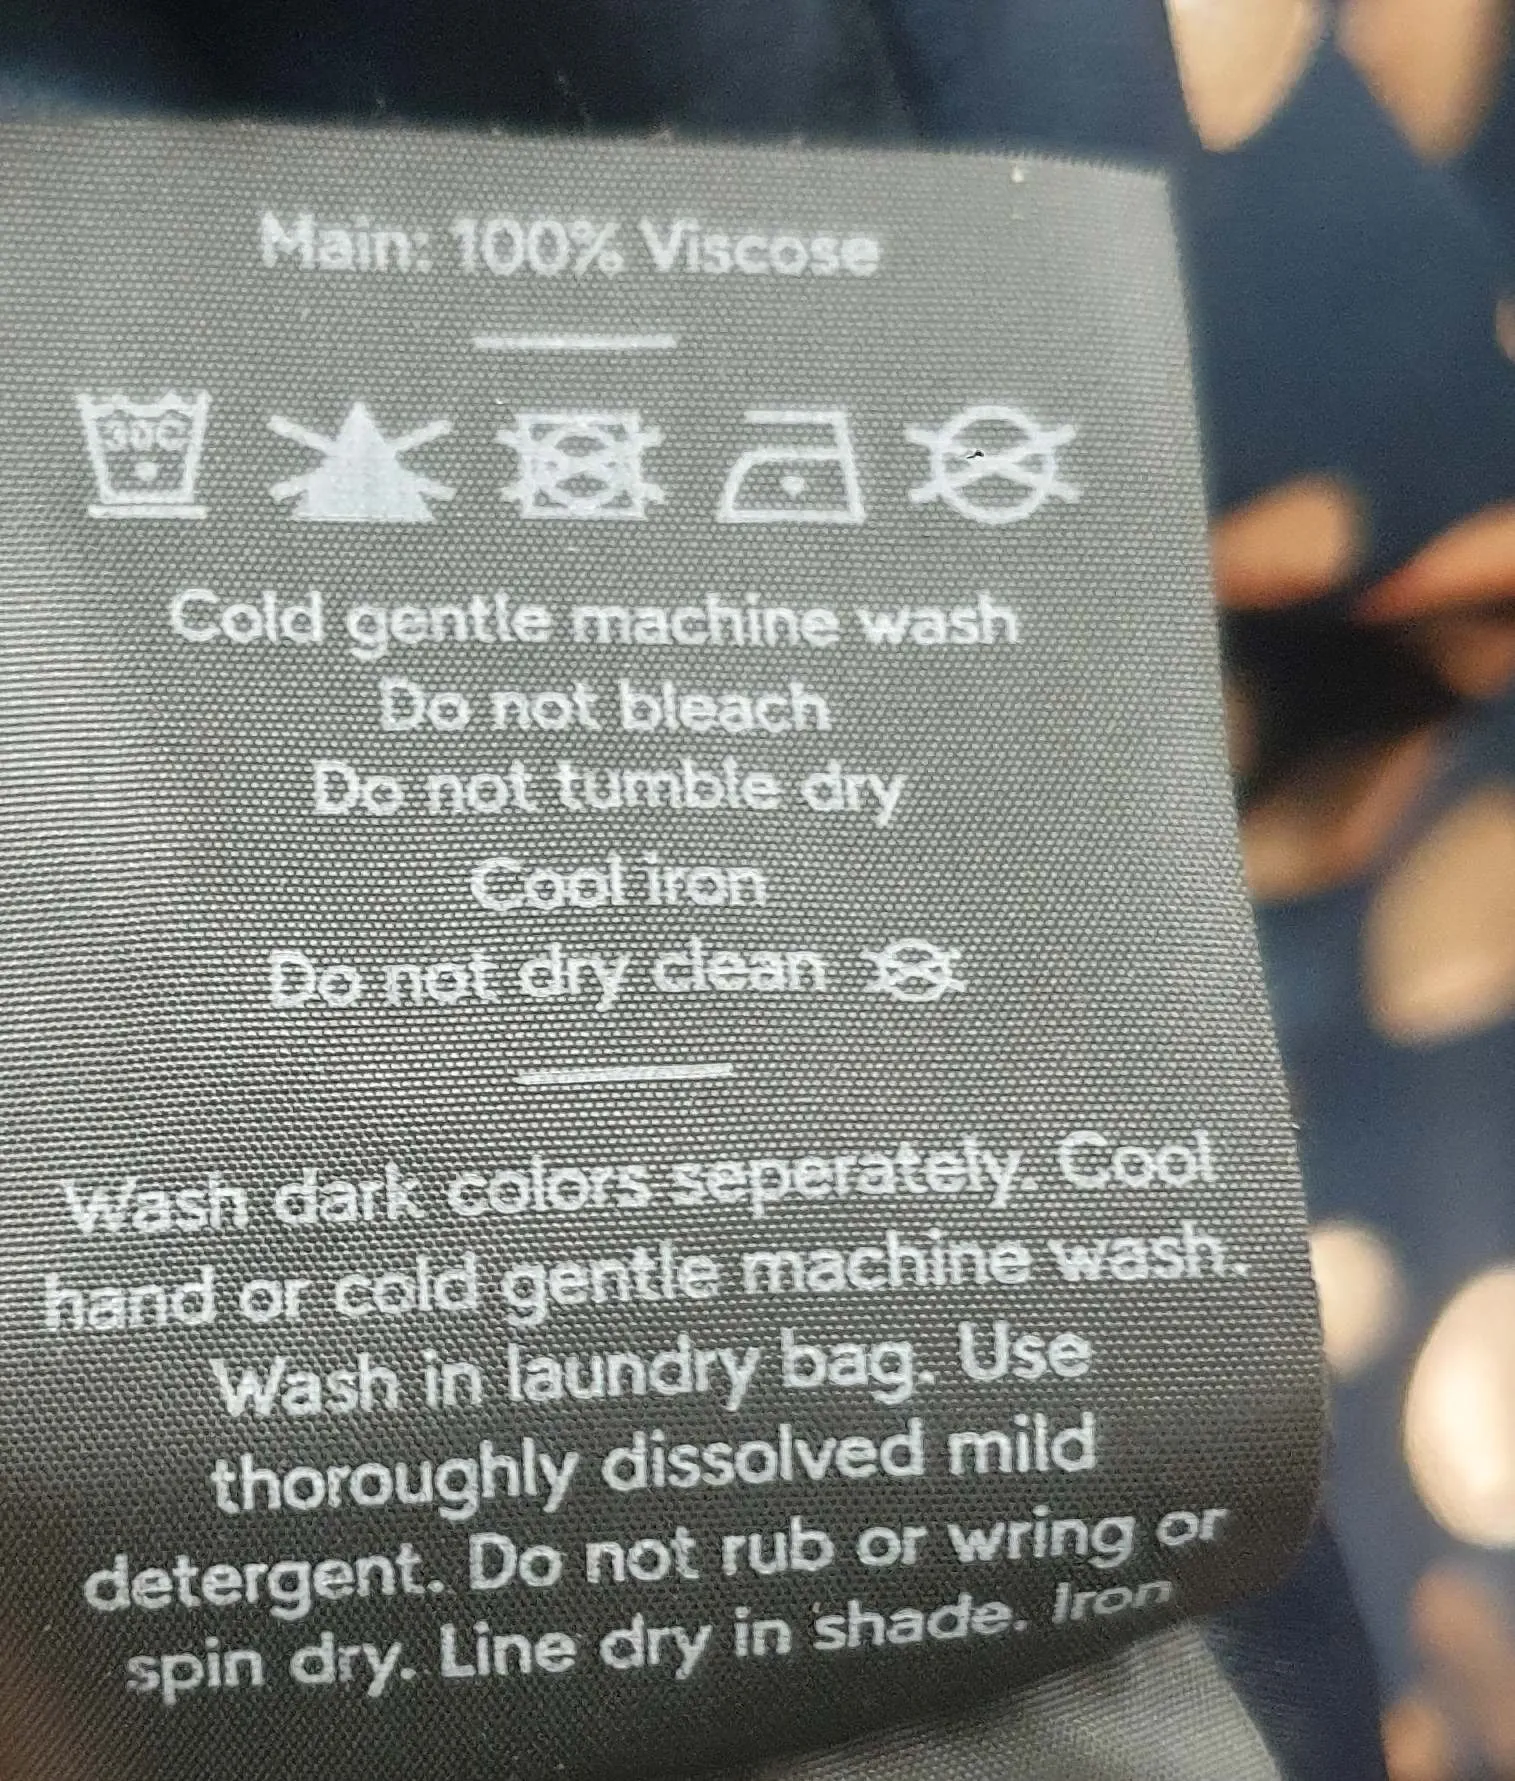 Main: 100% Viscose
30C
Cold gentle machine wash
Do not bleach
Do not tumble dry
Cool iron
Do not dry clean
Wash dark colors seperately. Cool
hand or cold gentle machine wash.
Wash in laundry bag. Use
thoroughly dissolved mild
detergent. Do not rub or wring or
spin dry. Line dry in shade. Iron